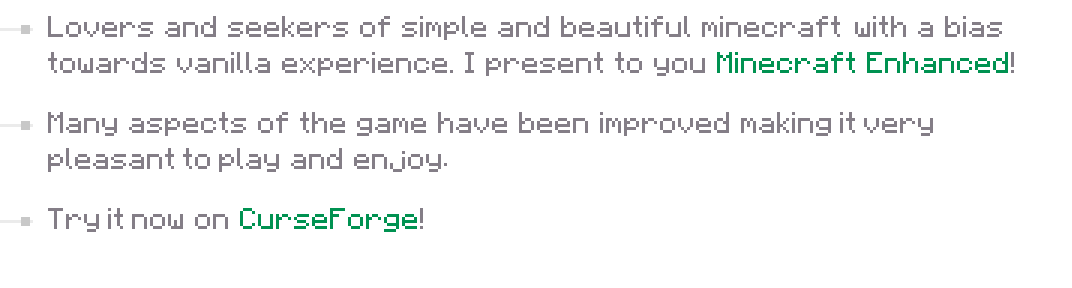 Lovers and seekers of simple and beautiful minecraft with a bias
towards vanilla experience. I present to you Minecraft Enhanced!
Many aspects of the game have been improved making it very
pleasant to play and enjoy.
Try it now on CurseForge!